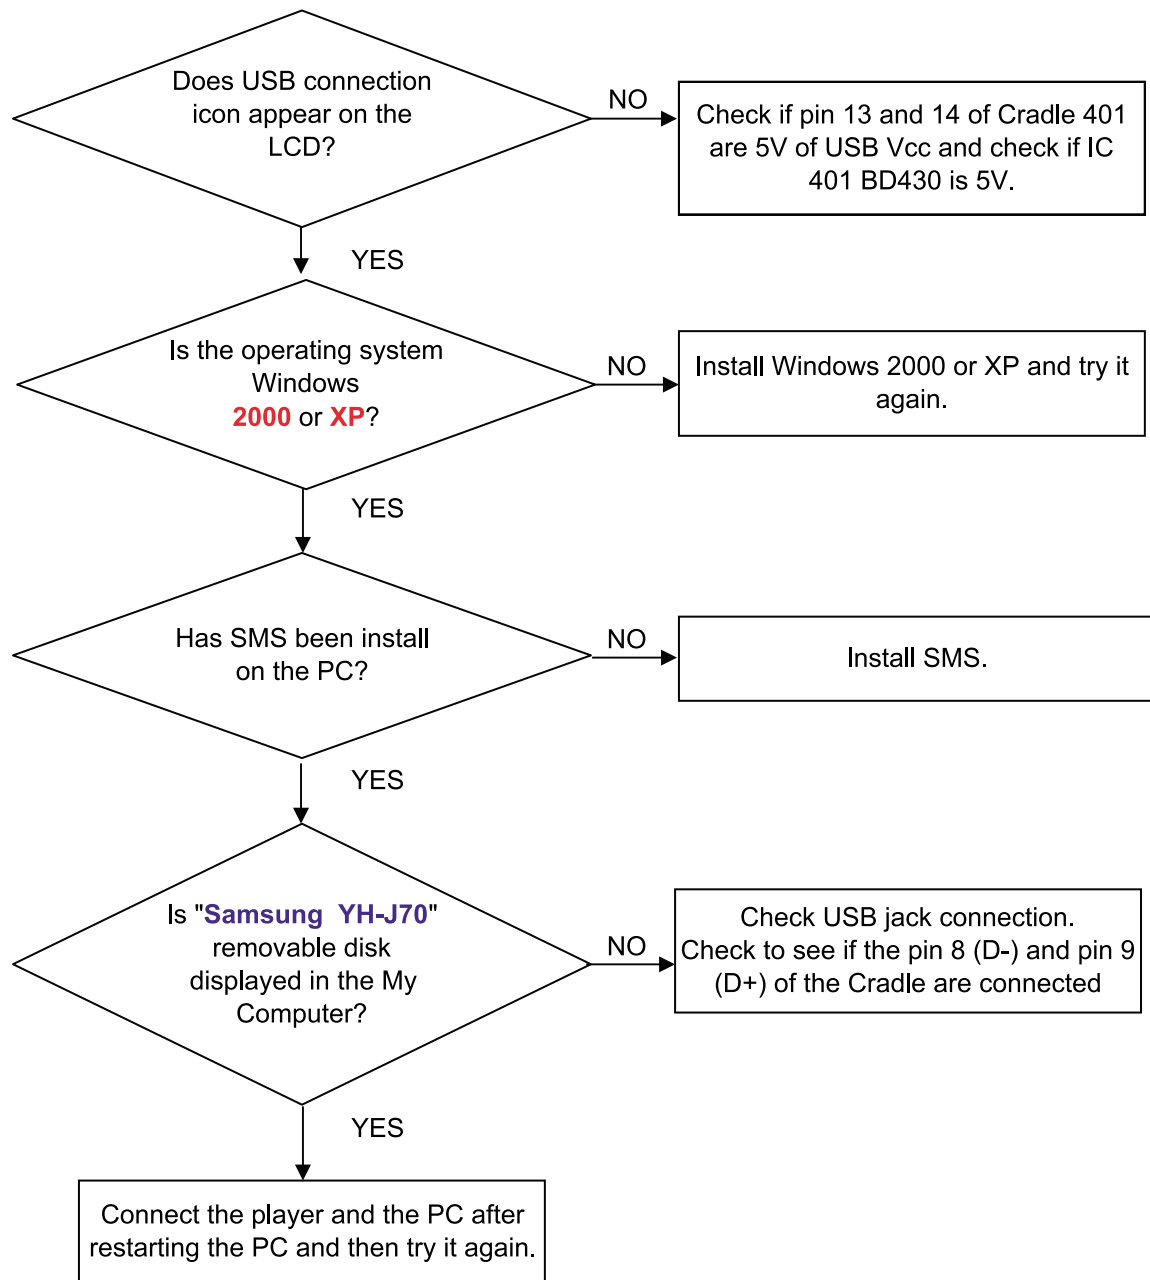 Does USB connection
icon appear on the
LCD?
NO
Check if pin 13 and 14 of Cradle 401
are 5V of USB Vcc and check if IC
401 BD430 is 5V.
YES
Is the operating system
Windows
2000 or XP?
NO
Install Windows 2000 or XP and try it
again.
YES
Has SMS been install
on the PC?
NO
Install SMS.
YES
Is "Samsung YH-J70"
removable disk
displayed in the My
Computer?
NO
Check USB jack connection.
Check to see if the pin 8 (D-) and pin 9
(D+) of the Cradle are connected
YES
Connect the player and the PC after
restarting the PC and then try it again.